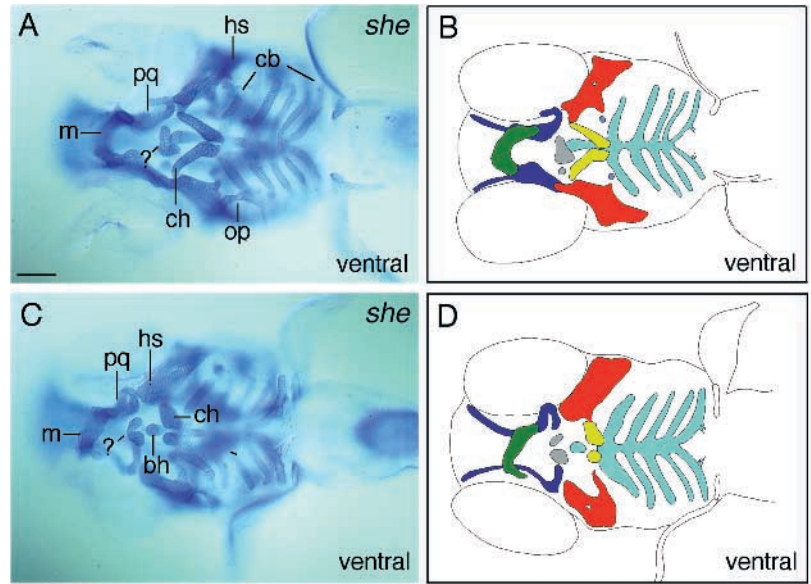 A
she
hs
cb
pq
m
?
ch
op
ventral
B
ventral
C
she
hs
pq
ch
m
?
bh
ventral
D
ventral